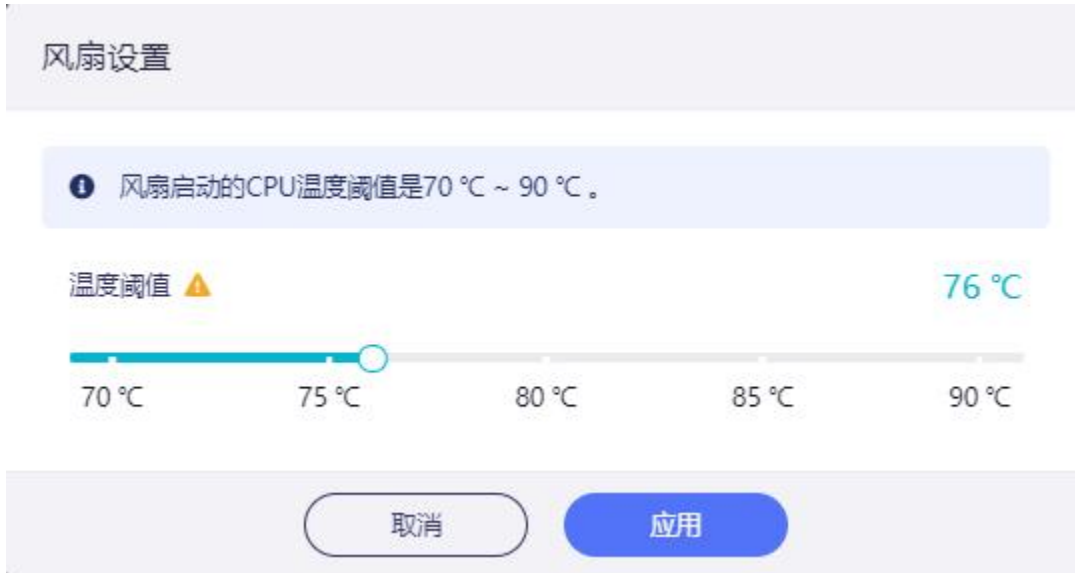 风扇设置
风扇启动的CPU温度阈值是70 ℃ ~ 90 ℃ 。
温度阈值 76 ℃
70 ℃ 75 ℃ 80 ℃ 85 ℃ 90 ℃
取消 应用